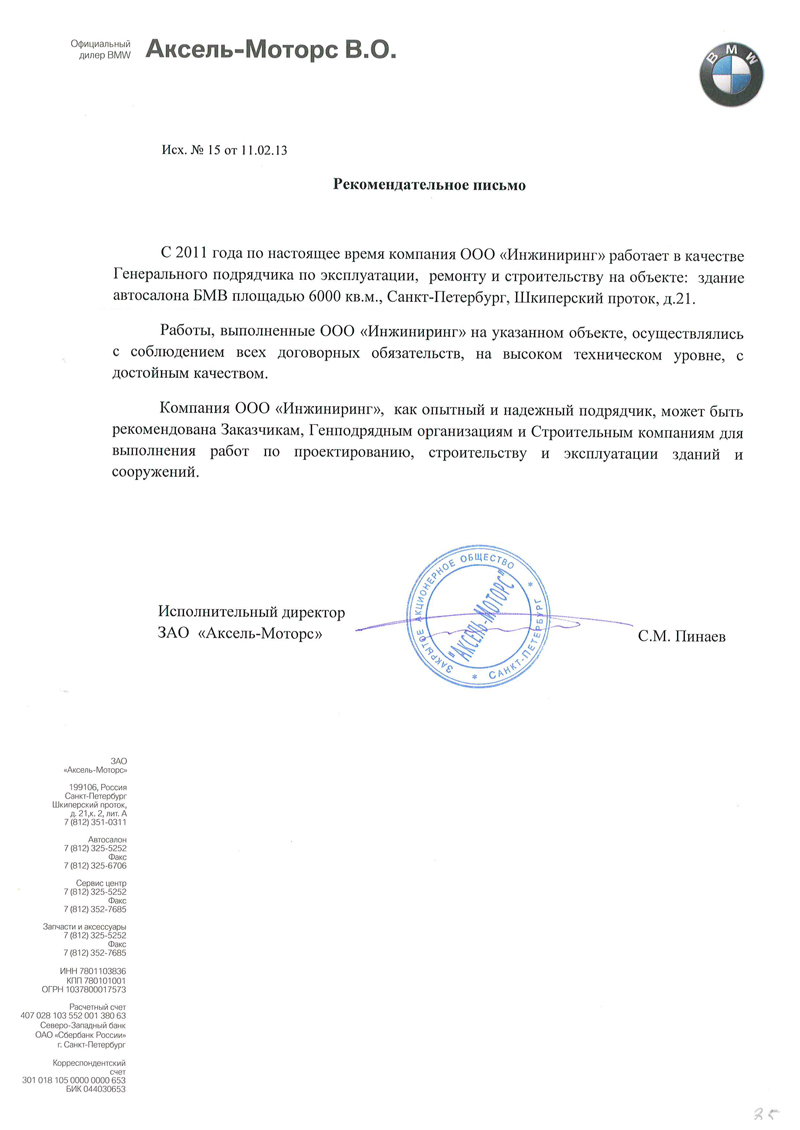 Официальный
дилер BMW
Аксель-Моторс В.О.
BMW
Исх. № 15 от 11.02.13
Рекомендательное письмо
С 2011 года по настоящее время компания ООО «Инжиниринг» работает в качестве
Генерального подрядчика по эксплуатации, ремонту и строительству на объекте: здание
автосалона БМВ площадью 6000 кв.м., Санкт-Петербург, Шкиперский проток, д.21.
Работы, выполненные ООО «Инжиниринг» на указанном объекте, осуществлялись
с соблюдением всех договорных обязательств, на высоком техническом уровне, с
достойным качеством.
Компания ООО «Инжиниринг», как опытный и надежный подрядчик, может быть
рекомендована Заказчикам, Генподрядным организациям и Строительным компаниям для
выполнения работ по проектированию, строительству и эксплуатации зданий и
сооружений.
Исполнительный директор
ЗАО «Аксель-Моторс»
ЗАКРЫТОЕ АКЦИОНЕРНОЕ ОБЩЕСТВО
* САНКТ-ПЕТЕРБУРГ *
"АКСЕЛЬ-МОТОРС"
С.М. Пинаев
ЗАО
«Аксель-Моторс»
199106, Россия
Санкт-Петербург
Шкиперский проток,
д. 21,к. 2, лит. А
7 (812) 351-0311
Автосалон
7 (812) 325-5252
Факс
7 (812) 325-6706
Сервис центр
7 (812) 325-5252
Факс
7 (812) 352-7685
Запчасти и аксессуары
7 (812) 325-5252
Факс
7 (812) 352-7685
ИНН 7801103836
КПП 780101001
ОГРН 1037800017573
Расчетный счет
407 028 103 552 001 380 63
Северо-Западный банк
ОАО «Сбербанк России»
г. Санкт-Петербург
Корреспондентский
счет
301 018 105 0000 0000 653
БИК 044030653